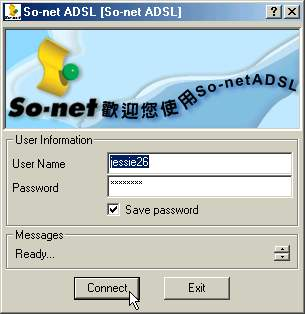 So-net ADSL [So-net ADSL]
So-net 歡迎您使用So-netADSL
User Information
User Name jessie26
Password ××××××××
Save password
Messages
Ready...
Connect Exit